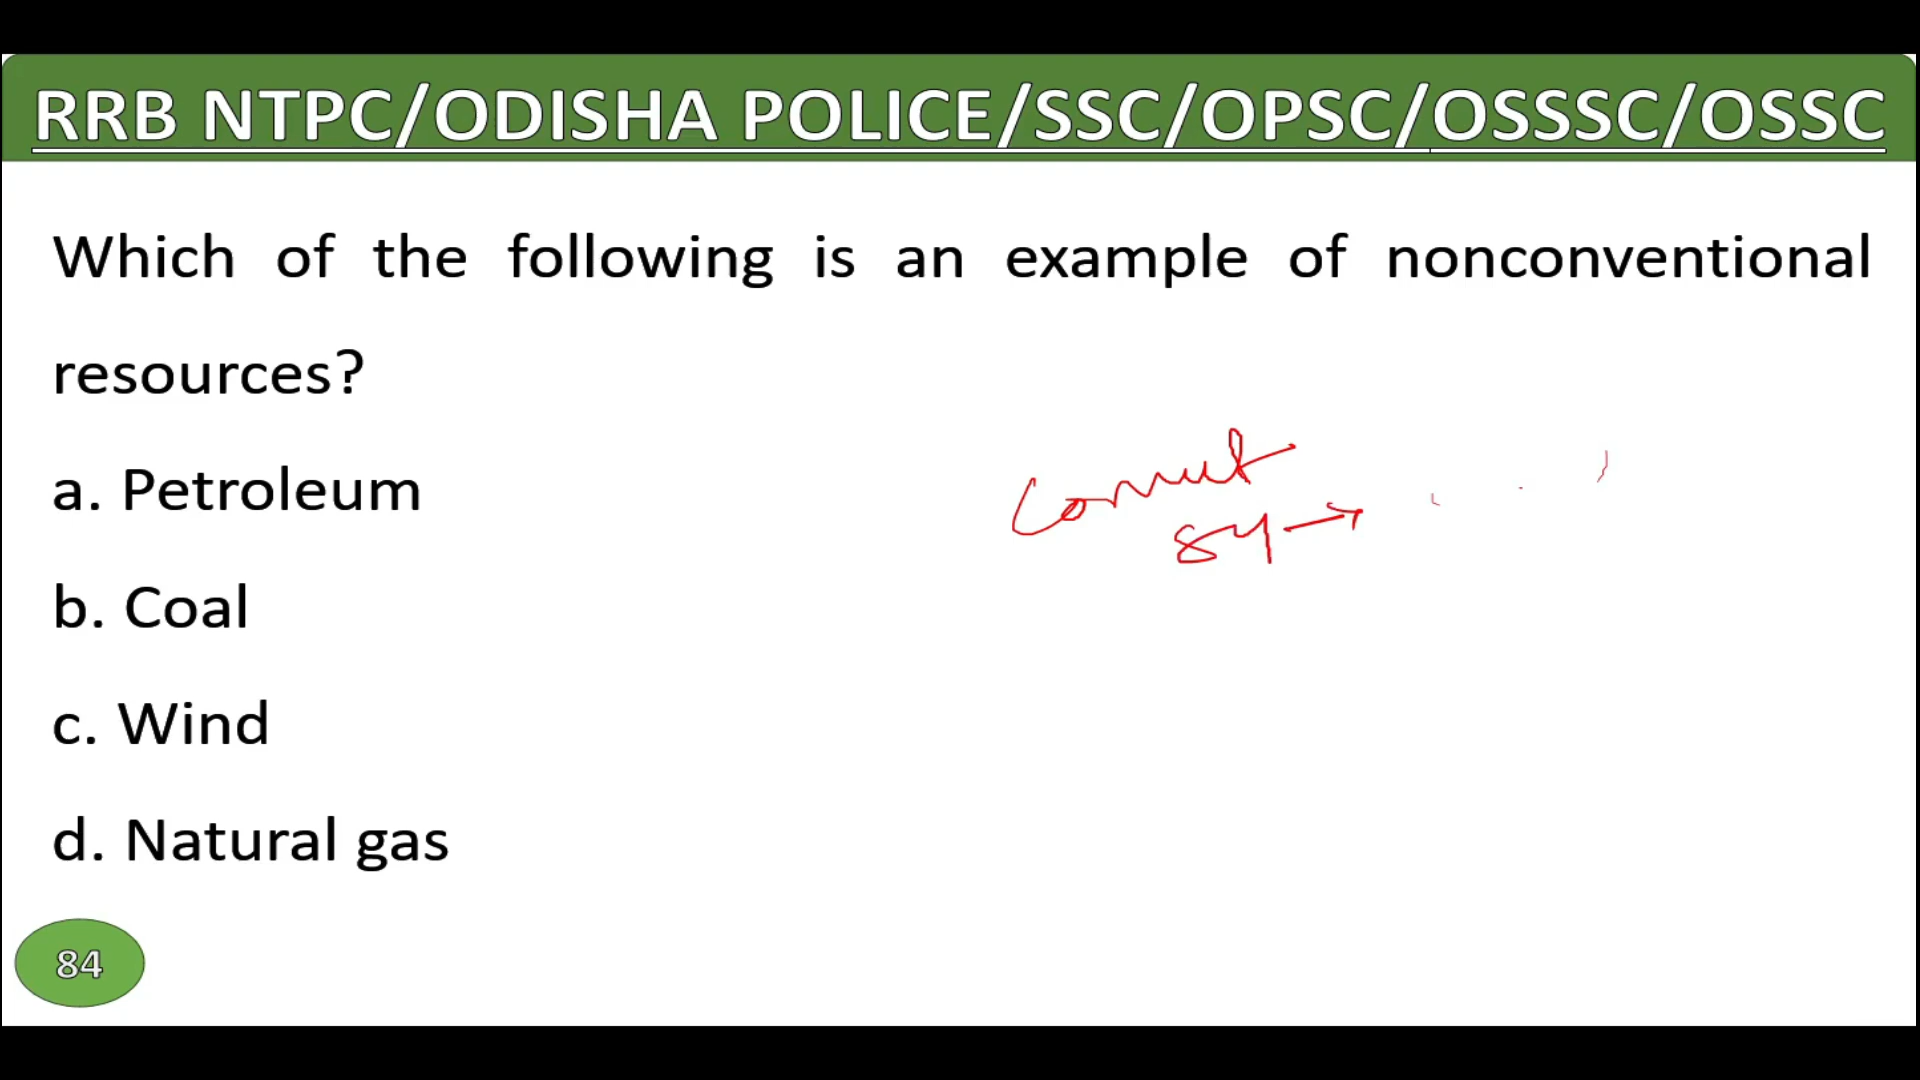 RRB NTPC/ODISHA POLICE/SSC/OPSC/OSSSC/OSSC
Which of the following is an example of nonconventional
resources?
a. Petroleum
b. Coal
c. Wind
d. Natural gas
84 →
84